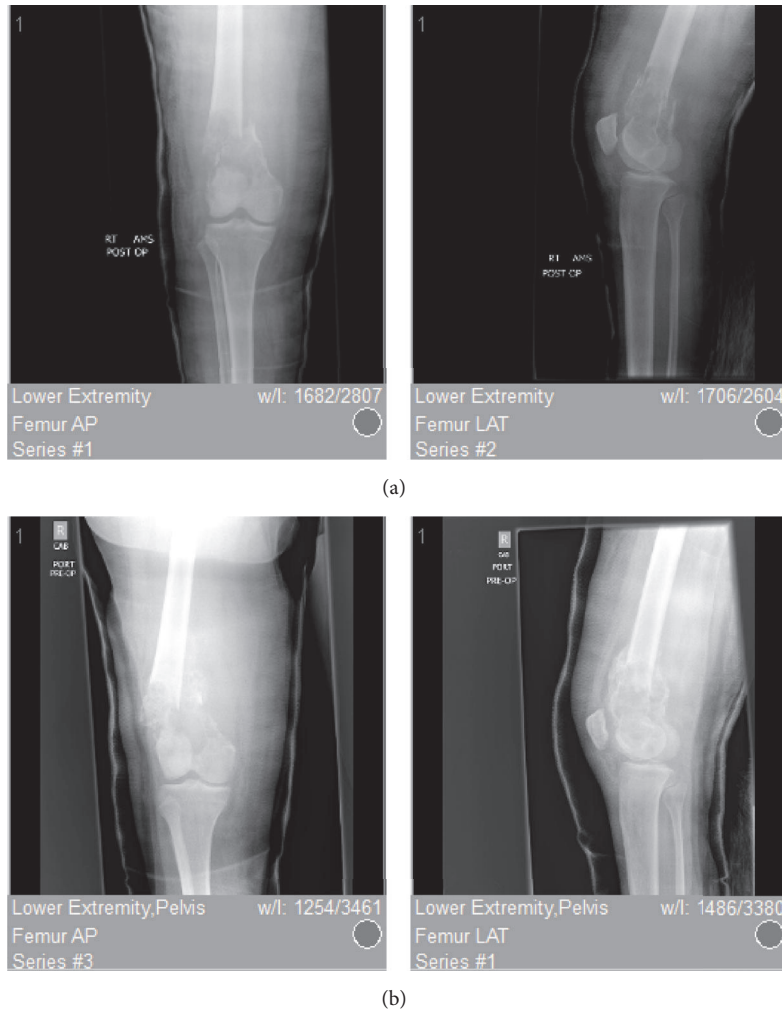 1
RT AMS
POST OP
Lower Extremity w/l: 1682/2807
Femur AP
Series #1
1
RT AMS
POST OP
Lower Extremity w/l: 1706/2604
Femur LAT
Series #2
(a)
1
R
CAB
PORT
PRE-OP
Lower Extremity,Pelvis w/l: 1254/3461
Femur AP
Series #3
1
R
CAB
PORT
PRE-OP
Lower Extremity,Pelvis w/l: 1486/3380
Femur LAT
Series #1
(b)